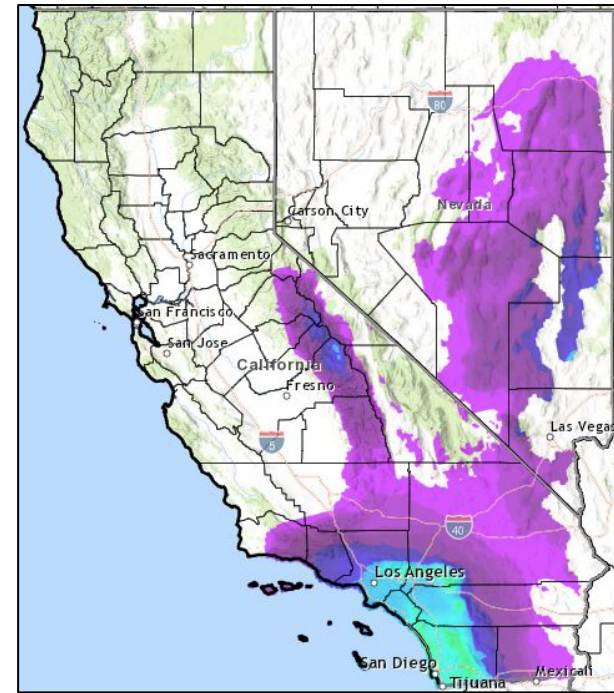 80
Nevada
Carson City
Sacramento
San Francisco
San Jose
California
Fresno
5
Las Vegas
40
Los Angeles
San Diego
Tijuana
Mexicali